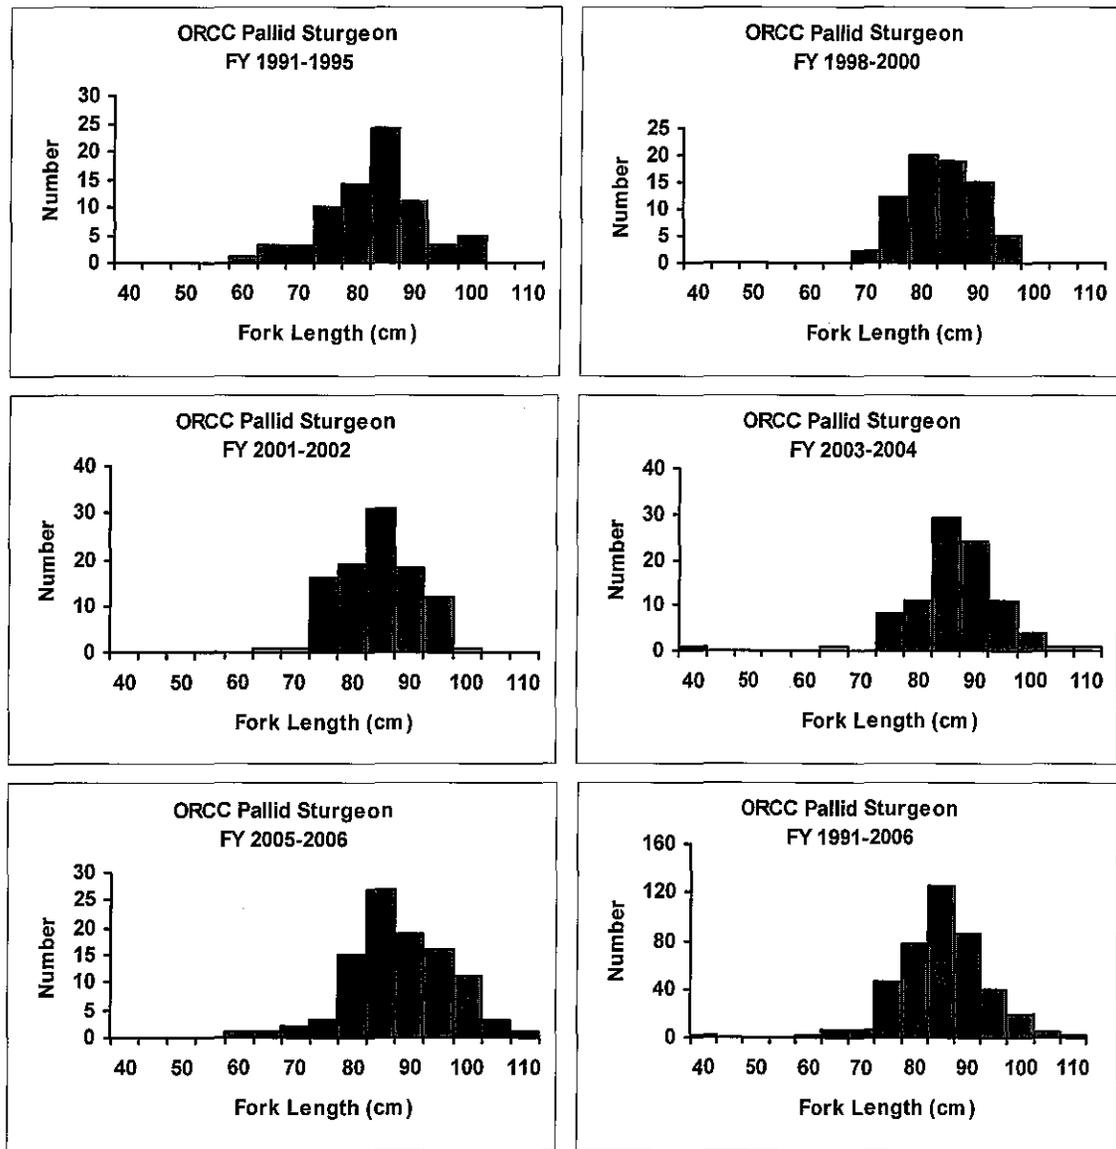 ORCC Pallid Sturgeon
FY 1991-1995
30
25
20
15
10
5
0
Number
40 50 60 70 80 90 100 110
Fork Length (cm)
ORCC Pallid Sturgeon
FY 1998-2000
25
20
15
10
5
0
Number
40 50 60 70 80 90 100 110
Fork Length (cm)
ORCC Pallid Sturgeon
FY 2001-2002
40
30
20
10
0
Number
40 50 60 70 80 90 100 110
Fork Length (cm)
ORCC Pallid Sturgeon
FY 2003-2004
40
30
20
10
0
Number
40 50 60 70 80 90 100 110
Fork Length (cm)
ORCC Pallid Sturgeon
FY 2005-2006
30
25
20
15
10
5
0
Number
40 50 60 70 80 90 100 110
Fork Length (cm)
ORCC Pallid Sturgeon
FY 1991-2006
160
120
80
40
0
Number
40 50 60 70 80 90 100 110
Fork Length (cm)